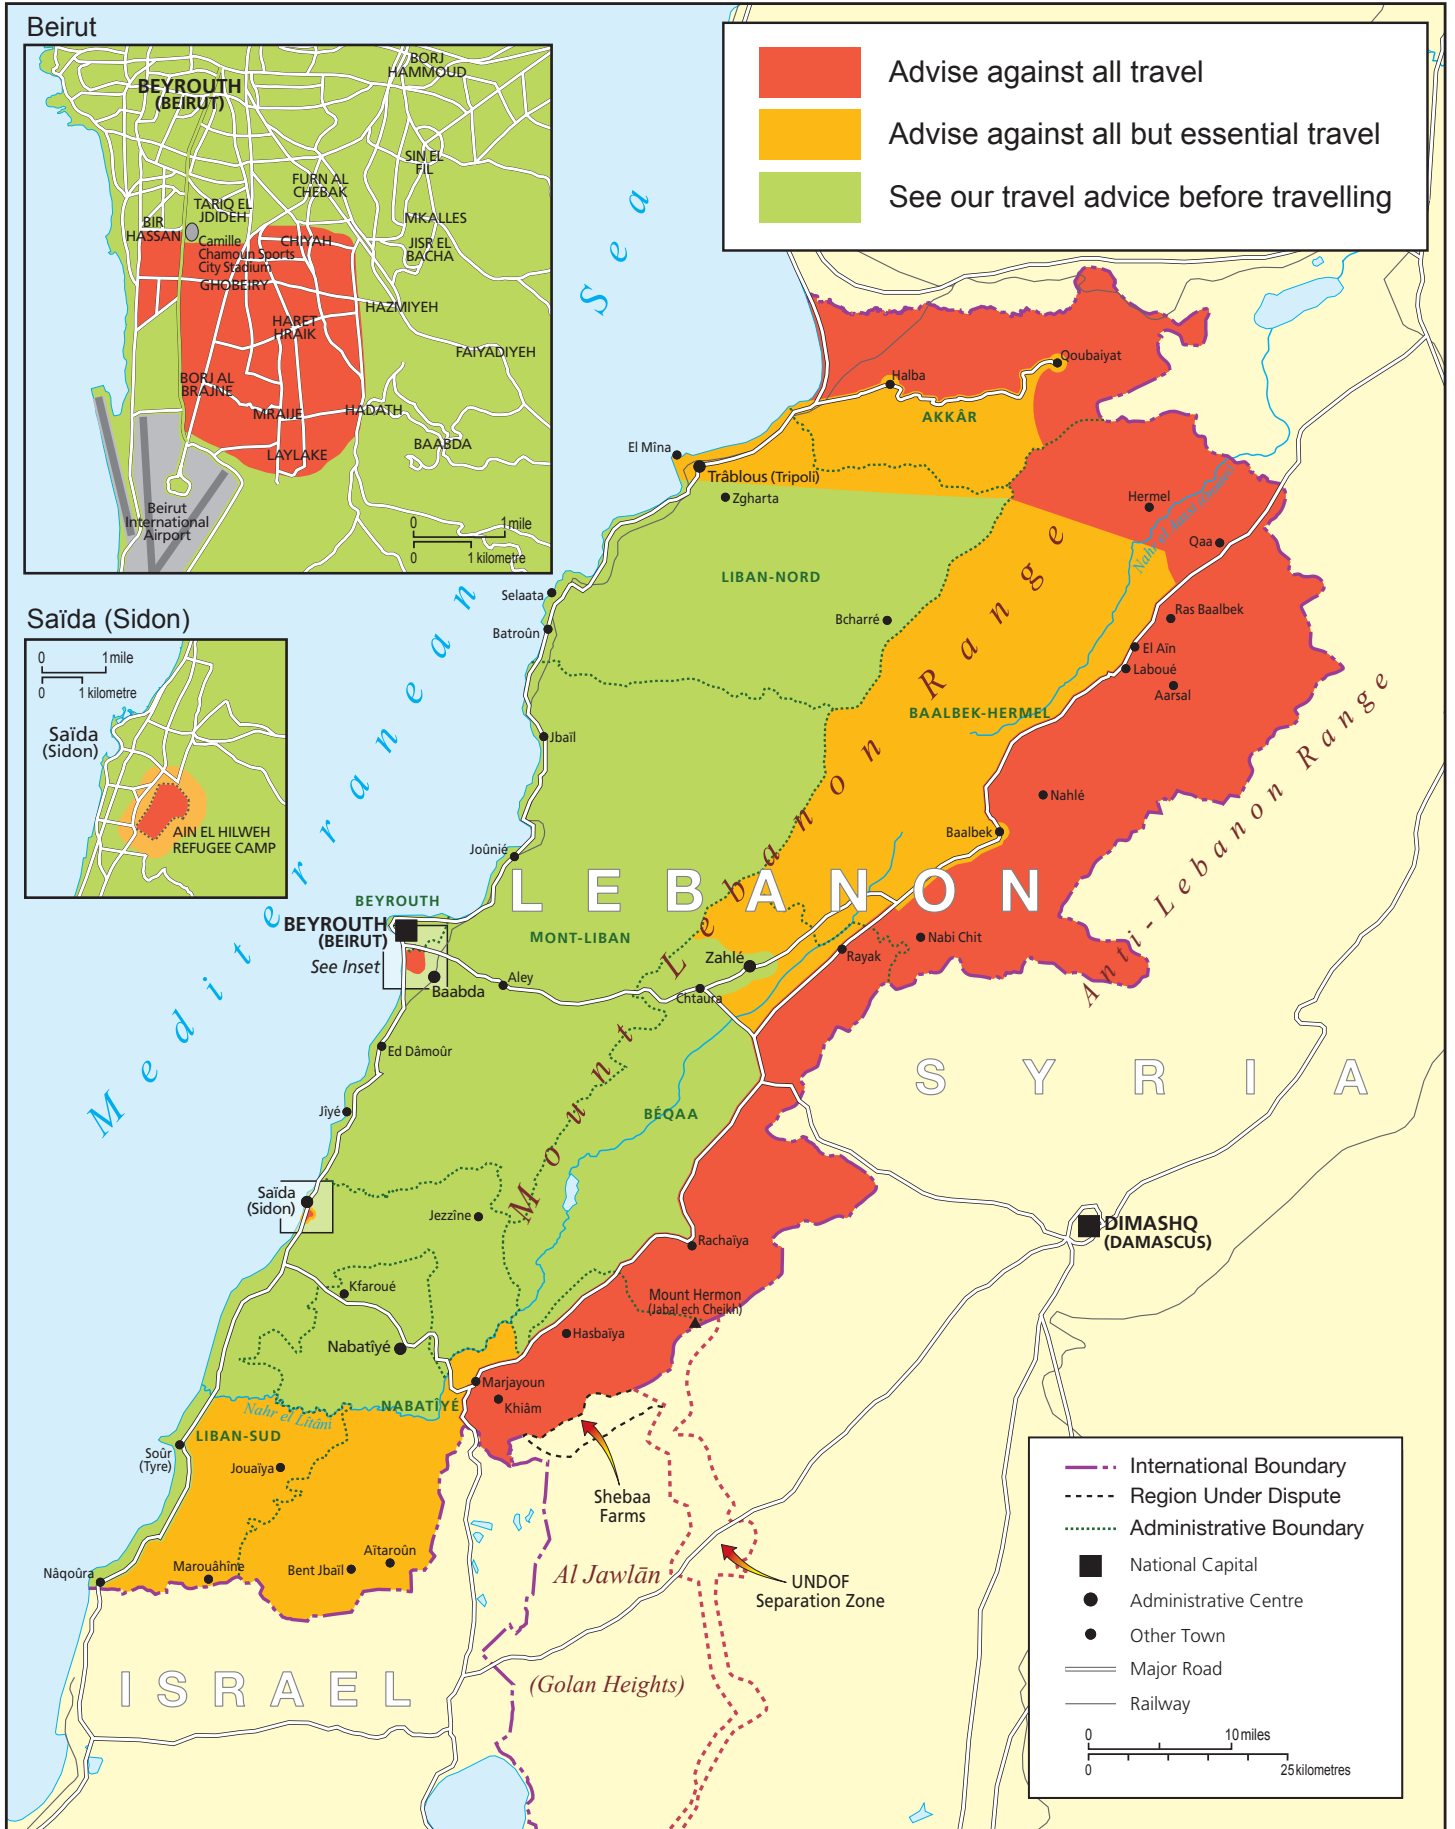 Beirut
BORJ
HAMMOUD
BEYROUTH
(BEIRUT)
SIN EL
FIL
FURN AL
CHEBAK
TARIQ EL
JDIDEH
MKALLES
BIR
HASSAN
Camille
Chamoun Sports
City Stadium
CHIYAH
JISR EL
BACHA
GHOBEIRY
HAZMIYEH
HARET
HRAIK
FAIYADIYEH
BORJ AL
BRAJNE
MRAIJE
HADATH
BAABDA
LAYLAKE
Beirut
International
Airport
0 1 mile
0 1 kilometre
Advise against all travel
Advise against all but essential travel
See our travel advice before travelling
Saïda (Sidon)
0 1 mile
0 1 kilometre
Saïda
(Sidon)
AIN EL HILWEH
REFUGEE CAMP
Mediterranean Sea
Qoubaiyat
Halba
AKKÂR
El Mîna
Trâblous (Tripoli)
Zgharta
Hermel
Nahr el Aassi (Orontes)
Qaa
LIBAN-NORD
Selaata
Batroûn
Bcharré
Ras Baalbek
El Aïn
Laboué
Aarsal
BAALBEK-HERMEL
Jbaïl
Nahlé
Baalbek
Joûnié
LEBANON
Mount Lebanon Range
Anti-Lebanon Range
BEYROUTH
BEYROUTH
(BEIRUT)
See Inset
MONT-LIBAN
Nabi Chit
Zahlé
Rayak
Baabda
Aley
Chtaura
Ed Dâmoûr
SYRIA
Jîyé
BÉQAA
Saïda
(Sidon)
Jezzîne
DIMASHQ
(DAMASCUS)
Rachaïya
Kfaroué
Mount Hermon
(Jabal ech Cheikh)
Nabatîyé
Hasbaïya
Marjayoun
Khiâm
NABATÎYÉ
Nahr el Lîtânî
LIBAN-SUD
Soûr
(Tyre)
Jouaïya
Shebaa
Farms
Aïtaroûn
Marouâhîne
Bent Jbaïl
Nâqoûra
Al Jawlān
UNDOF
Separation Zone
ISRAEL
(Golan Heights)
International Boundary
Region Under Dispute
Administrative Boundary
National Capital
Administrative Centre
Other Town
Major Road
Railway
0 10 miles
0 25 kilometres